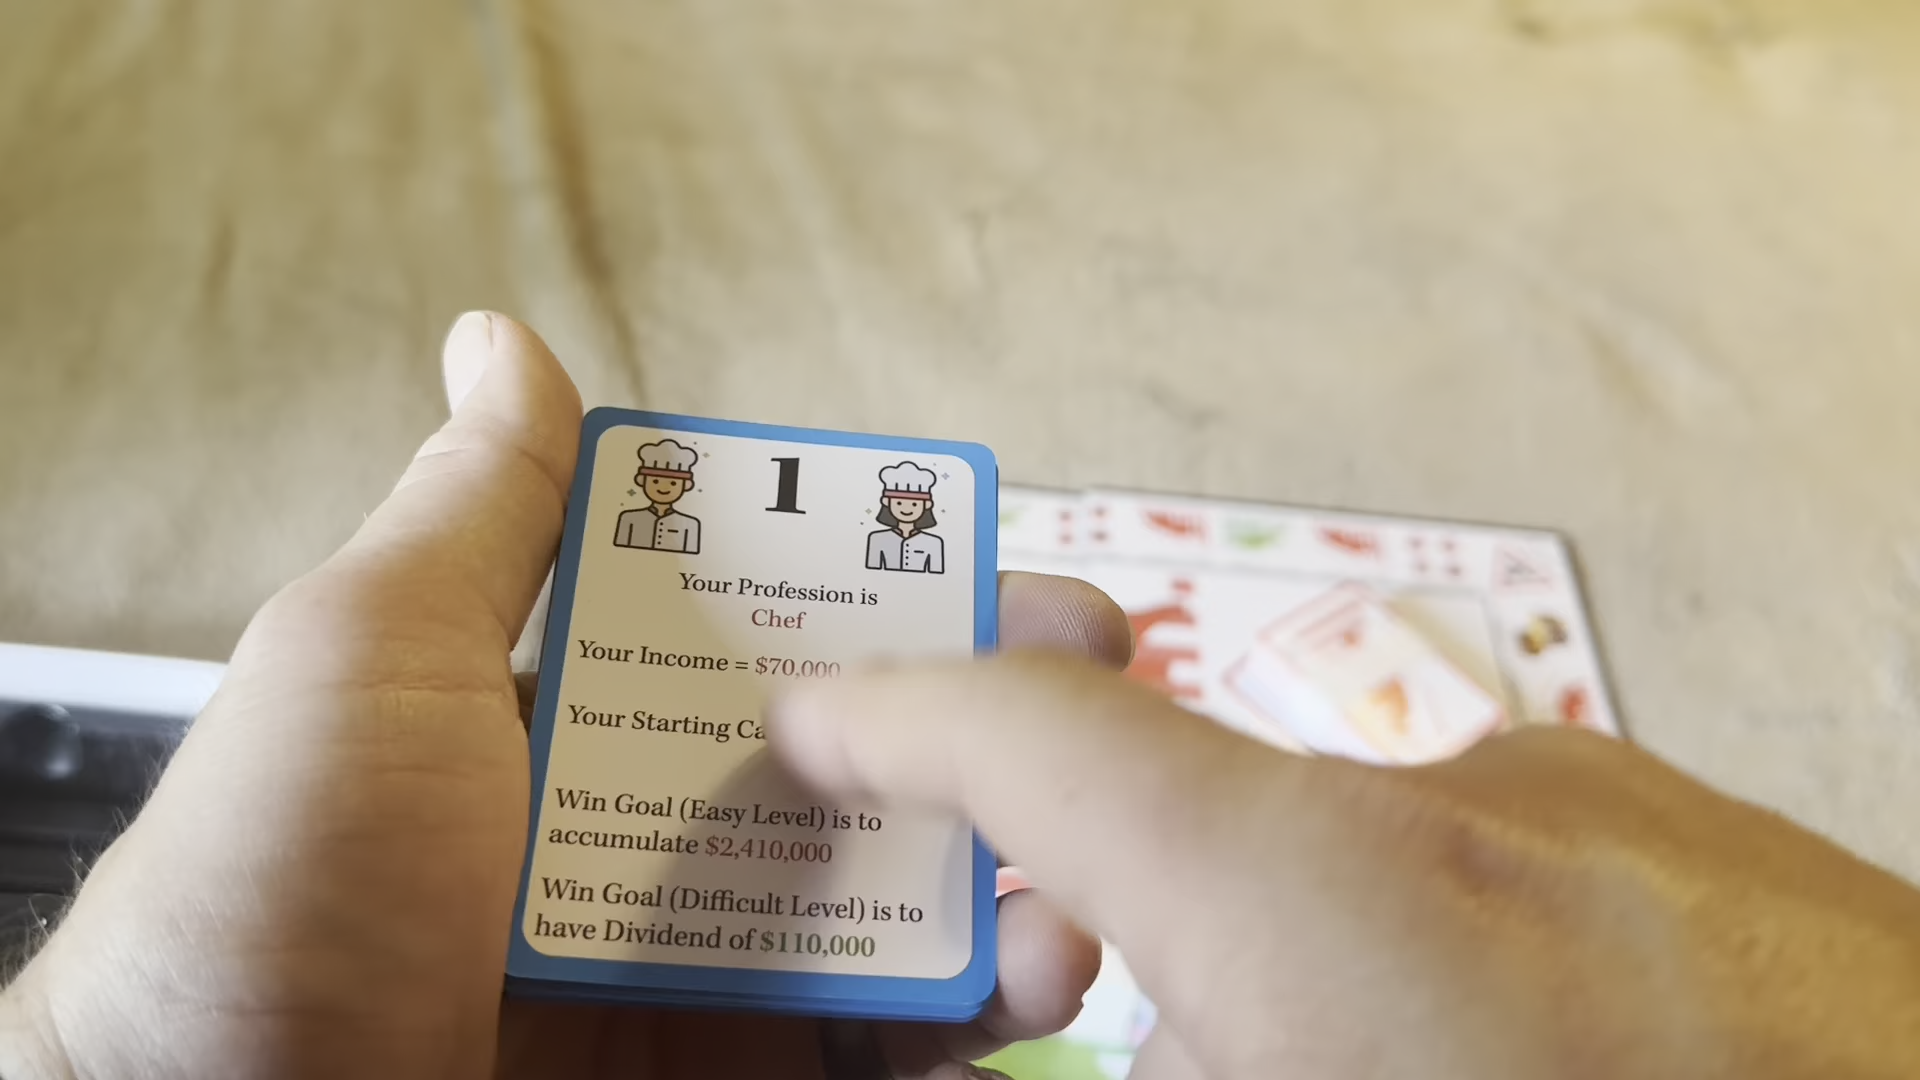 1
Your Profession is
Chef
Your Income = $70,000
Your Starting
Win Goal (Easy Level) is to
accumulate $2,410,000
Win Goal (Difficult Level) is to
have Dividend of $110,000